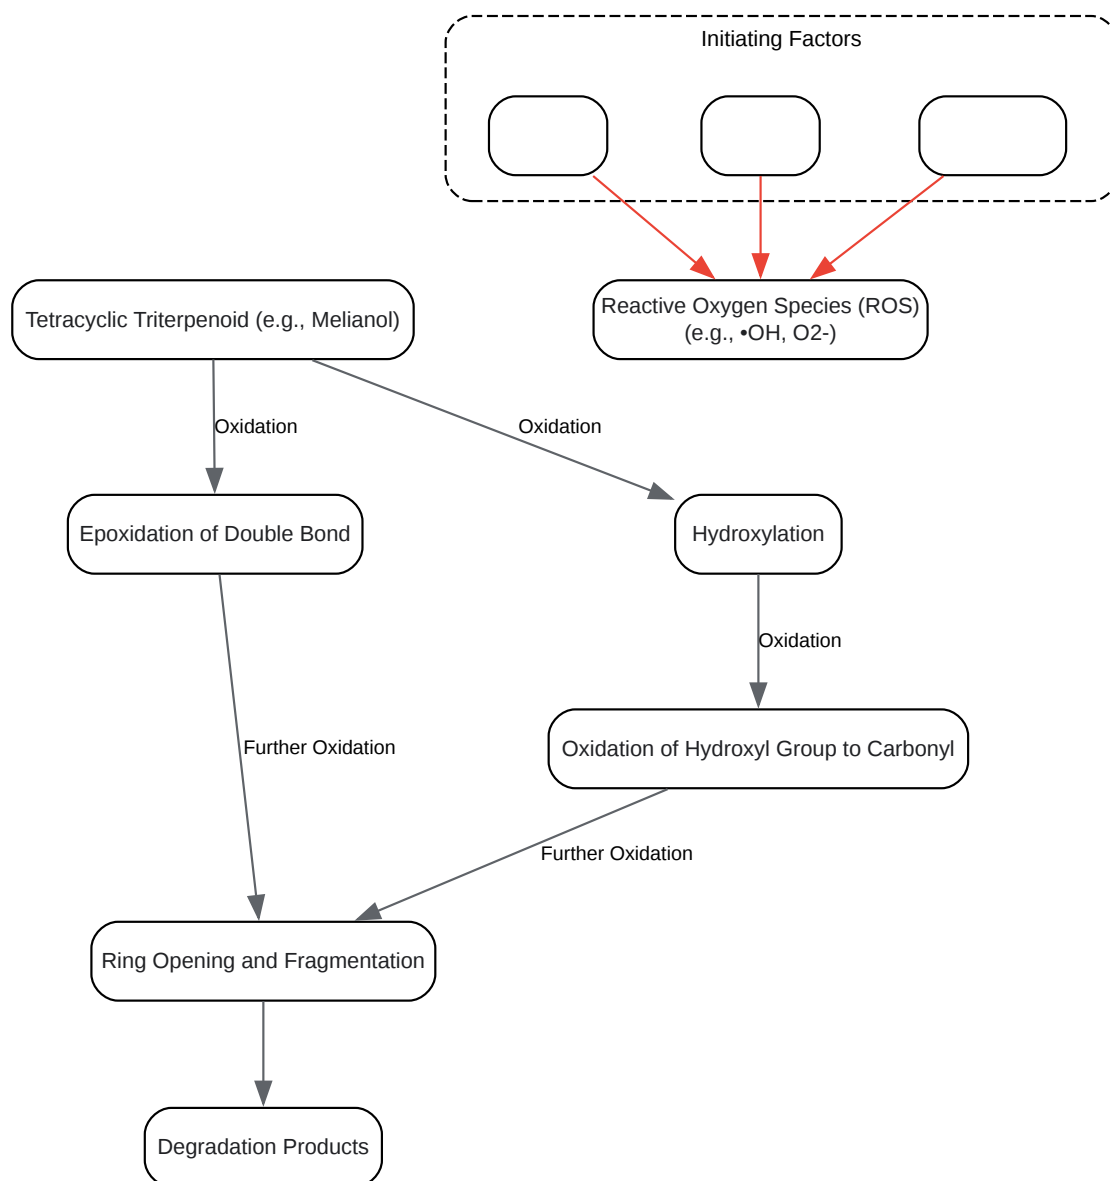 Initiating Factors
Tetracyclic Triterpenoid (e.g., Melianol)
Reactive Oxygen Species (ROS)
(e.g., •OH, O2-)
Oxidation
Oxidation
Epoxidation of Double Bond
Hydroxylation
Oxidation
Further Oxidation
Oxidation of Hydroxyl Group to Carbonyl
Further Oxidation
Ring Opening and Fragmentation
Degradation Products